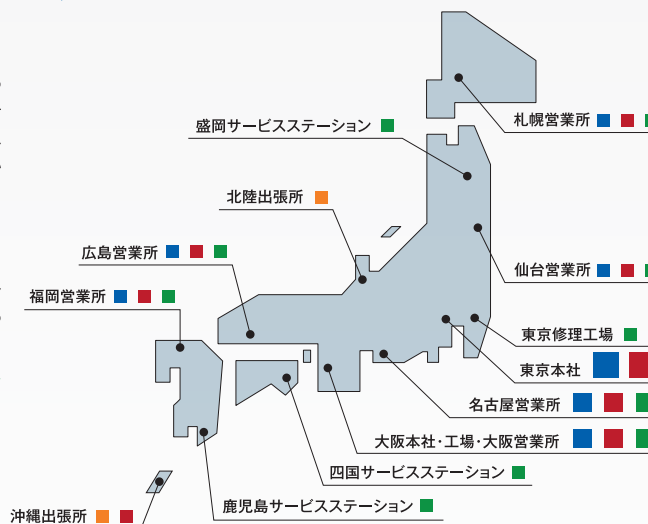 札幌営業所
盛岡サービスステーション
北陸出張所
広島営業所
仙台営業所
福岡営業所
東京修理工場
東京本社
名古屋営業所
大阪本社・工場・大阪営業所
四国サービスステーション
鹿児島サービスステーション
沖縄出張所